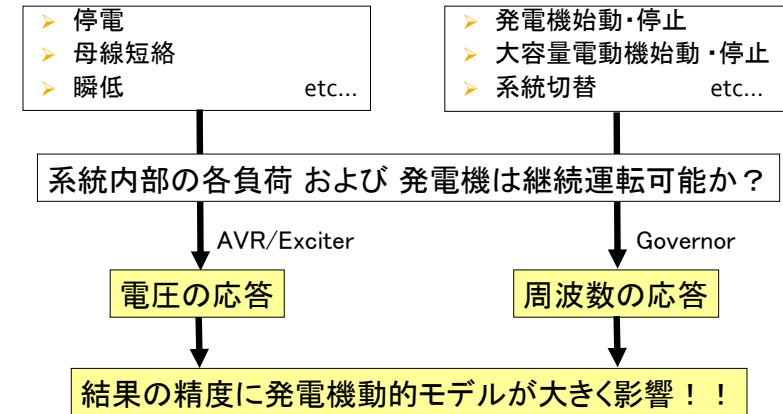 ➢ 停電
➢ 母線短絡
➢ 瞬低 etc...
➢ 発電機始動・停止
➢ 大容量電動機始動・停止
➢ 系統切替 etc...
系統内部の各負荷 および 発電機は継続運転可能か？
AVR/Exciter
Governor
電圧の応答
周波数の応答
結果の精度に発電機動的モデルが大きく影響！！